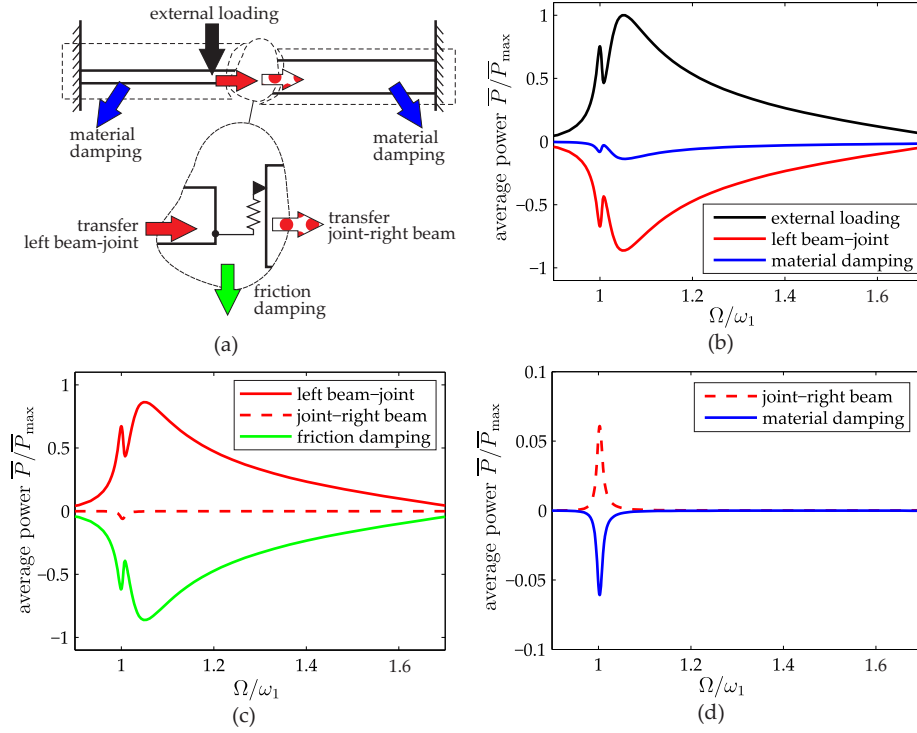 external loading
material
damping
material
damping
transfer
left beam-joint
transfer
joint-right beam
friction
damping
(a)
average power P̅/P̅max
1
0.5
0
−0.5
−1
external loading
left beam−joint
material damping
1
1.2
1.4
1.6
Ω/ω1
(b)
average power P̅/P̅max
1
0.5
0
−0.5
−1
left beam−joint
joint−right beam
friction damping
1
1.2
1.4
1.6
Ω/ω1
(c)
average power P̅/P̅max
0.1
0.05
0
−0.05
−0.1
joint−right beam
material damping
1
1.2
1.4
1.6
Ω/ω1
(d)